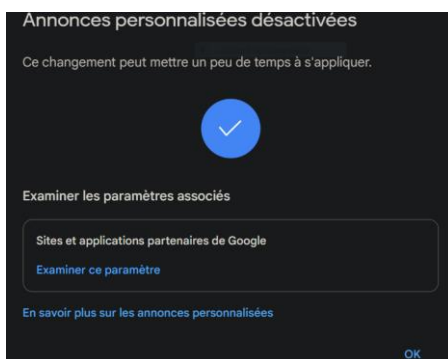 Annonces personnalisées désactivées
Ce changement peut mettre un peu de temps à s'appliquer.
Examiner les paramètres associés
Sites et applications partenaires de Google
Examiner ce paramètre
En savoir plus sur les annonces personnalisées
OK